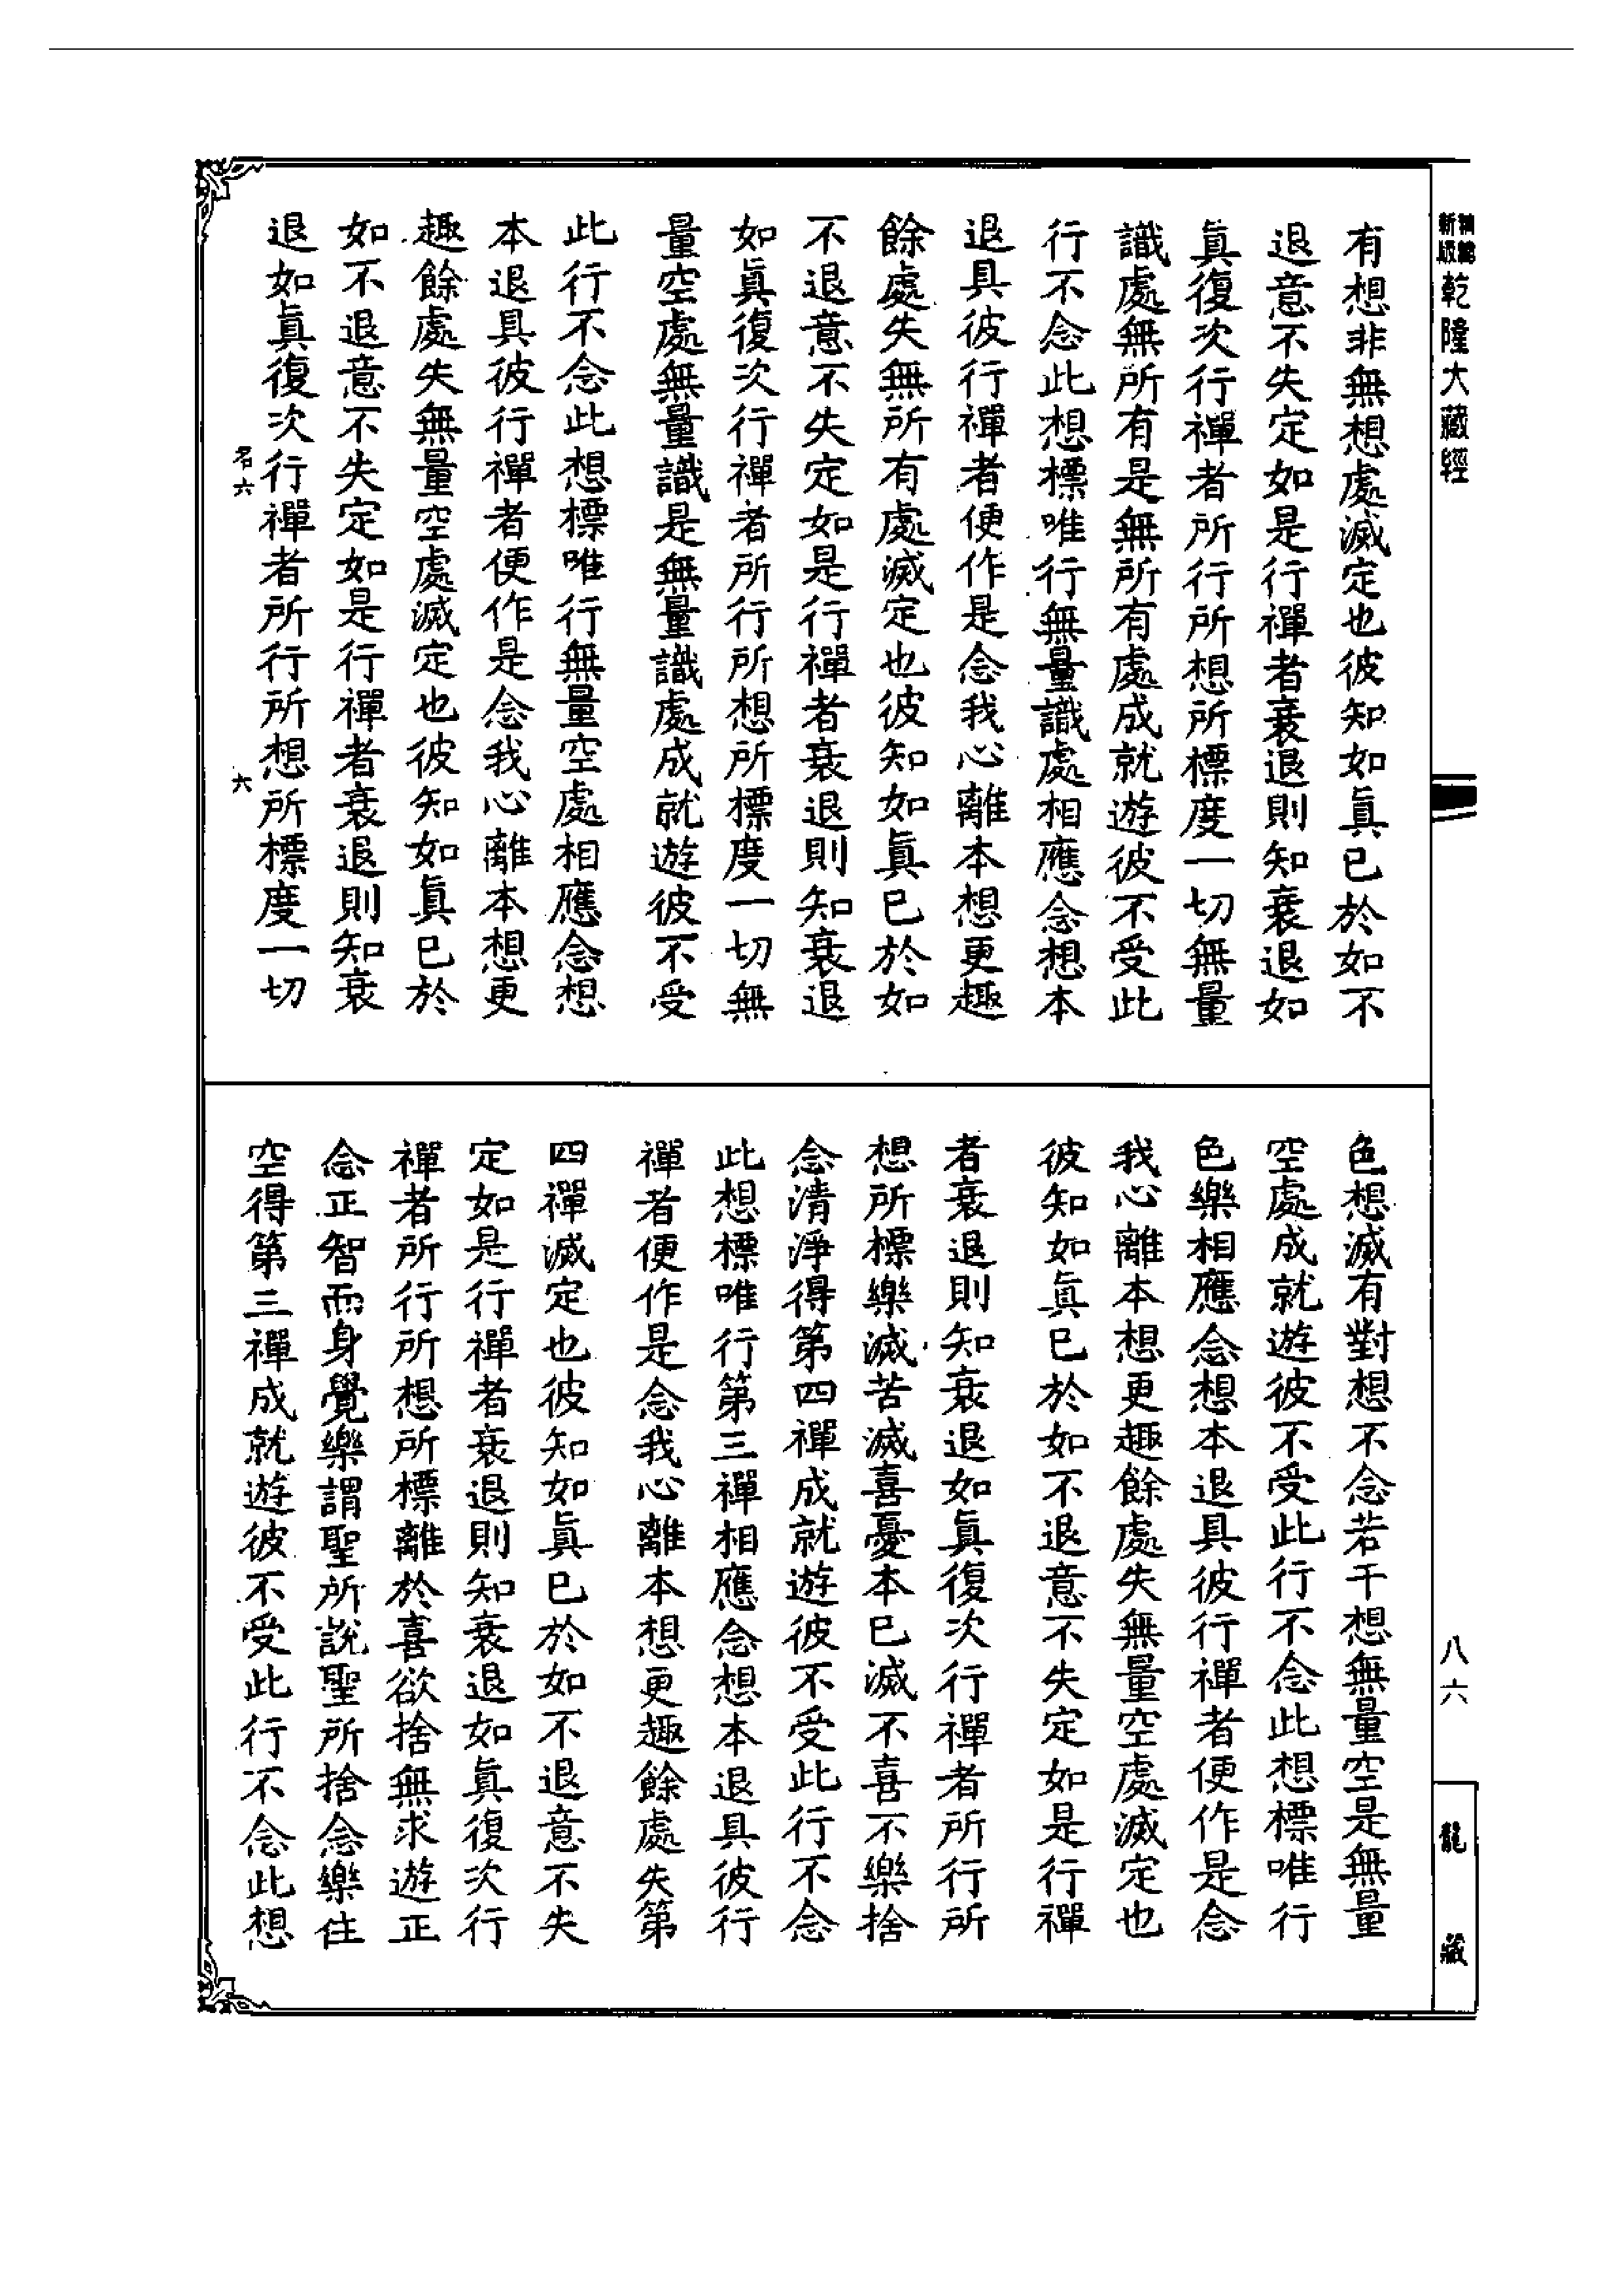 精鑄新版
乾隆大藏經
八六
龍藏
有想非無想處滅定也彼知如眞已於如不
退意不失定如是行禪者衰退則知衰退如
眞復次行禪者所行所想所標度一切無量
識處無所有是無所有處成就遊彼不受此
行不念此想標唯行無量識處相應念想本
退具彼行禪者便作是念我心離本想更趣
餘處失無所有處滅定也彼知如眞已於如
不退意不失定如是行禪者衰退則知衰退
如眞復次行禪者所行所想所標度一切無
量空處無量識是無量識處成就遊彼不受
此行不念此想標唯行無量空處相應念想
本退具彼行禪者便作是念我心離本想更
趣餘處失無量空處滅定也彼知如眞已於
如不退意不失定如是行禪者衰退則知衰
退如眞復次行禪者所行所想所標度一切
名六 六
色想滅有對想不念若干想無量空是無量
空處成就遊彼不受此行不念此想標唯行
色樂相應念想本退具彼行禪者便作是念
我心離本想更趣餘處失無量空處滅定也
彼知如眞已於如不退意不失定如是行禪
者衰退則知衰退如眞復次行禪者所行所
想所標樂滅苦滅喜憂本已滅不喜不樂捨
念清淨得第四禪成就遊彼不受此行不念
此想標唯行第三禪相應念想本退具彼行
禪者便作是念我心離本想更趣餘處失第
四禪滅定也彼知如眞已於如不退意不失
定如是行禪者衰退則知衰退如眞復次行
禪者所行所想所標離於喜欲捨無求遊正
念正智而身覺樂謂聖所說聖所捨念樂住
空得第三禪成就遊彼不受此行不念此想